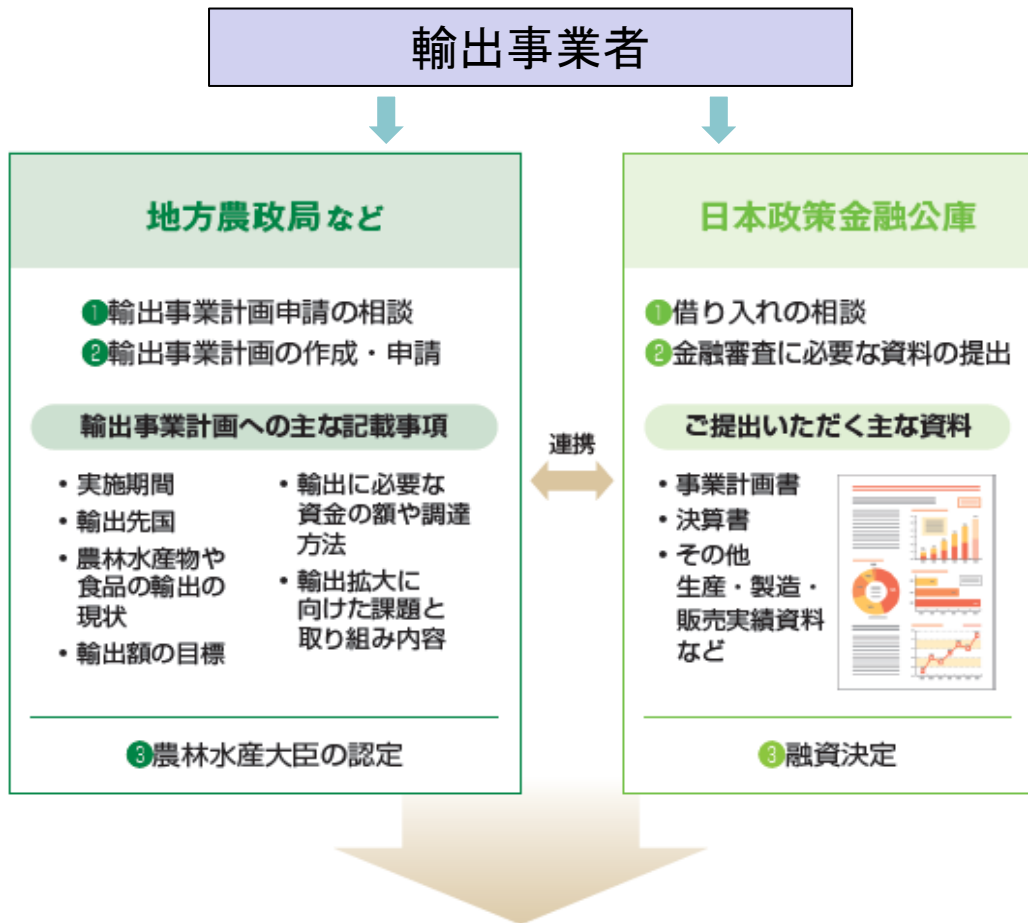 輸出事業者
地方農政局など
❶輸出事業計画申請の相談
❷輸出事業計画の作成・申請
輸出事業計画への主な記載事項
・実施期間
・輸出先国
・農林水産物や
食品の輸出の
現状
・輸出額の目標
・輸出に必要な
資金の額や調達
方法
・輸出拡大に
向けた課題と
取り組み内容
❸農林水産大臣の認定
連携
日本政策金融公庫
❶借り入れの相談
❷金融審査に必要な資料の提出
ご提出いただく主な資料
・事業計画書
・決算書
・その他
生産・製造・
販売実績資料
など
❸融資決定